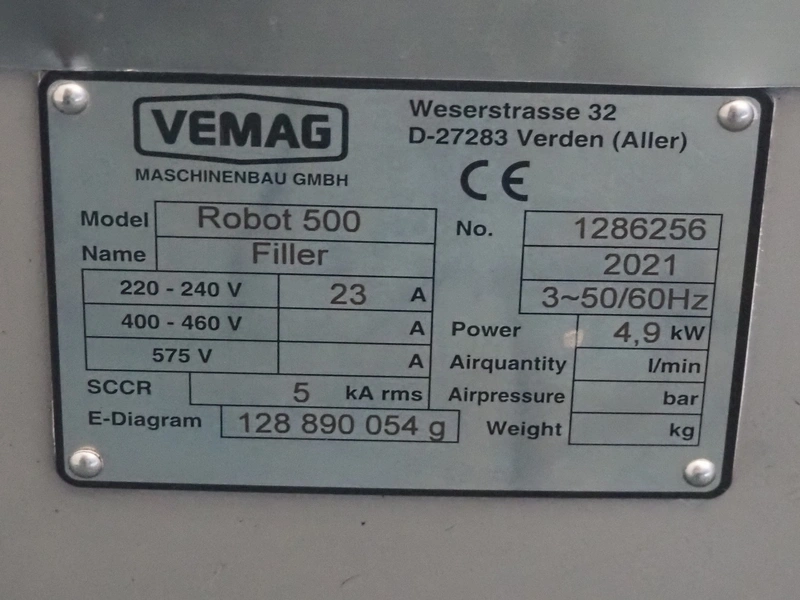 VEMAG
MASCHINENBAU GMBH
Weserstrasse 32
D-27283 Verden (Aller)
CE
Model Robot 500
Name Filler
No. 1286256
2021
3~50/60Hz
220 - 240 V 23 A
400 - 460 V A
575 V A
SCCR 5 kA rms
E-Diagram 128 890 054 g
Power 4,9 kW
Airquantity l/min
Airpressure bar
Weight kg